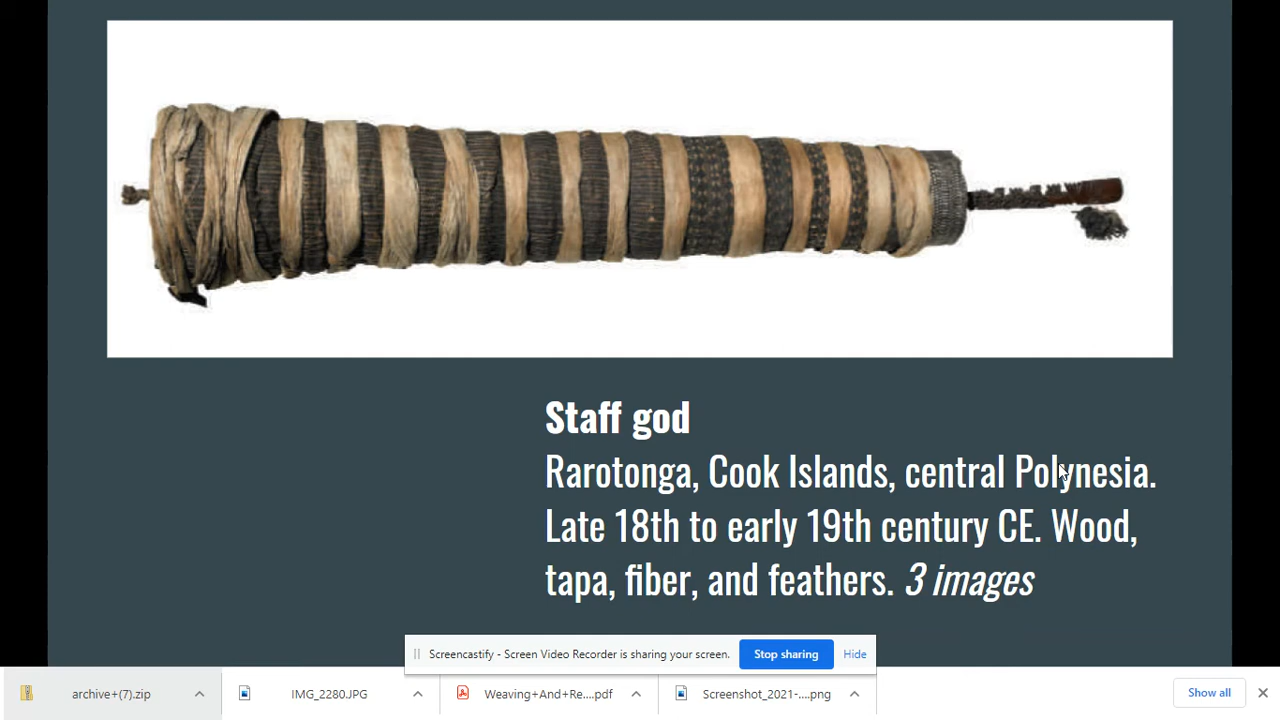 Staff god
Rarotonga, Cook Islands, central Polynesia.
Late 18th to early 19th century CE. Wood,
tapa, fiber, and feathers. 3 images
Screencastify - Screen Video Recorder is sharing your screen. Stop sharing Hide
archive+(7).zip IMG_2280.JPG Weaving+And+Re....pdf Screenshot_2021-....png Show all